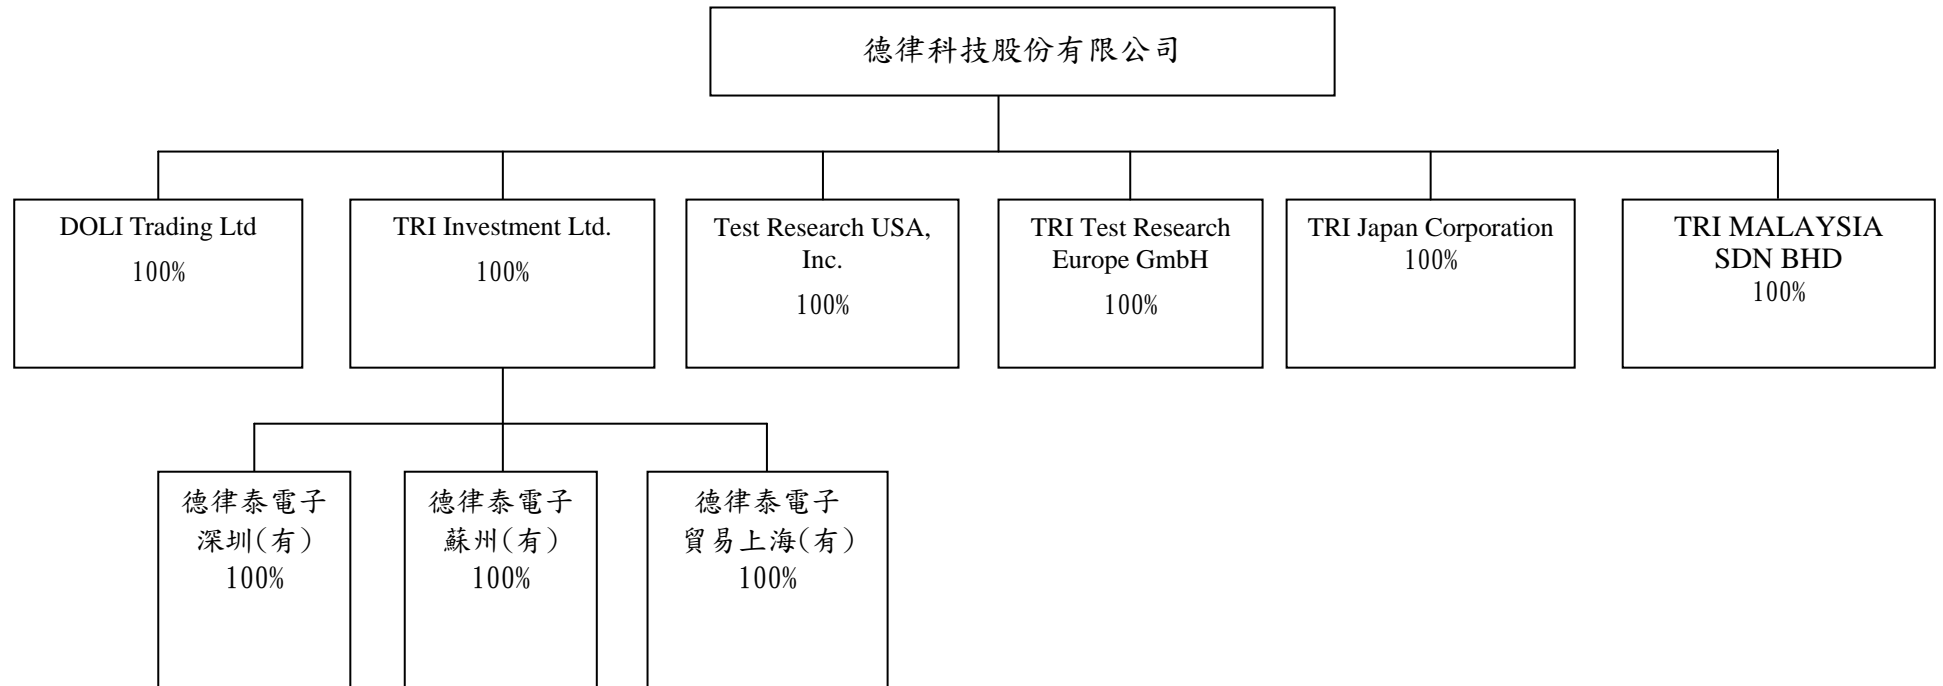 德律科技股份有限公司
DOLI Trading Ltd
100%
TRI Investment Ltd.
100%
Test Research USA,
Inc.
100%
TRI Test Research
Europe GmbH
100%
TRI Japan Corporation
100%
TRI MALAYSIA
SDN BHD
100%
德律泰電子
深圳(有)
100%
德律泰電子
蘇州(有)
100%
德律泰電子
貿易上海(有)
100%